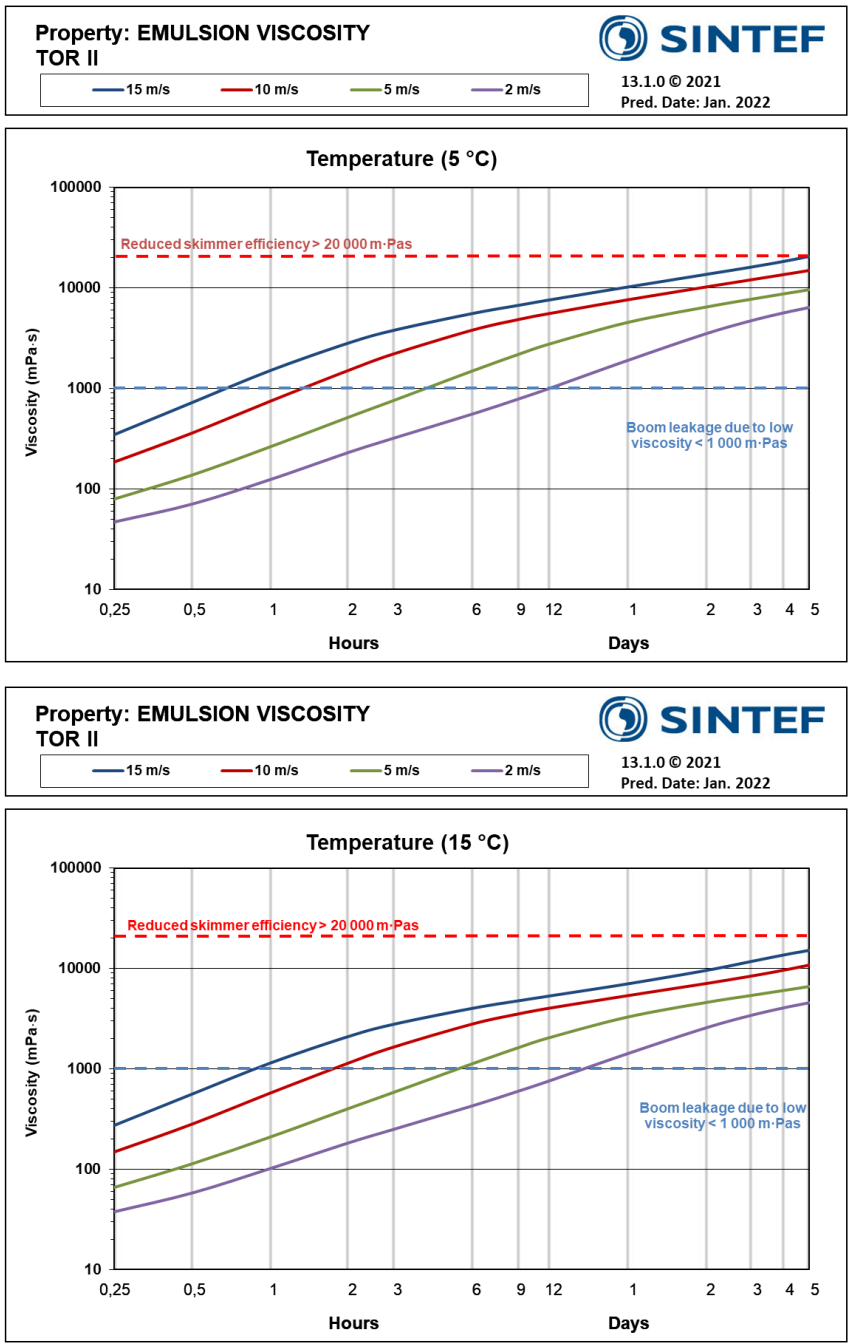 Property: EMULSION VISCOSITY
TOR II
SINTEF
15 m/s 10 m/s 5 m/s 2 m/s
13.1.0 © 2021
Pred. Date: Jan. 2022
Temperature (5 °C)
Viscosity (mPa·s)
100000
10000
1000
100
10
Reduced skimmer efficiency > 20 000 m·Pas
Boom leakage due to low
viscosity < 1 000 m·Pas
0,25 0,5 1 2 3 6 9 12 1 2 3 4 5
Hours Days
Property: EMULSION VISCOSITY
TOR II
SINTEF
15 m/s 10 m/s 5 m/s 2 m/s
13.1.0 © 2021
Pred. Date: Jan. 2022
Temperature (15 °C)
Viscosity (mPa·s)
100000
10000
1000
100
10
Reduced skimmer efficiency > 20 000 m·Pas
Boom leakage due to low
viscosity < 1 000 m·Pas
0,25 0,5 1 2 3 6 9 12 1 2 3 4 5
Hours Days